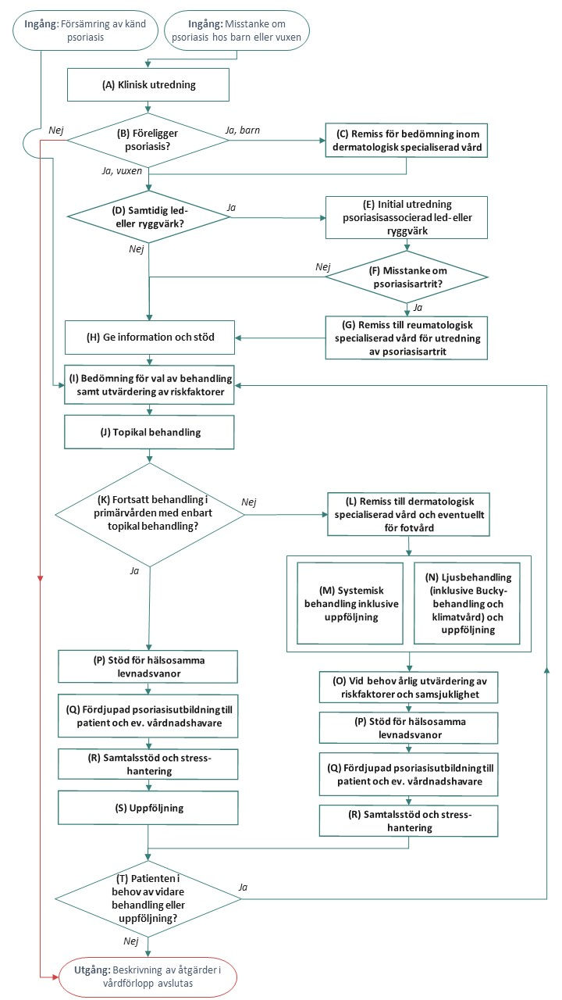 Ingång: Försämring av känd
psoriasis
Ingång: Misstanke om
psoriasis hos barn eller vuxen
(A) Klinisk utredning
Nej
(B) Föreligger
psoriasis?
Ja, barn
(C) Remiss för bedömning inom
dermatologisk specialiserad vård
Ja, vuxen
(D) Samtidig led-
eller ryggvärk?
Ja
(E) Initial utredning
psoriasisassocierad led- eller
ryggvärk
Nej
(F) Misstanke om
psoriasisartrit?
Nej
Ja
(G) Remiss till reumatologisk
specialiserad vård för utredning
av psoriasisartrit
(H) Ge information och stöd
(I) Bedömning för val av behandling
samt utvärdering av riskfaktorer
(J) Topikal behandling
(K) Fortsatt behandling i
primärvården med enbart
topikal behandling?
Nej
(L) Remiss till dermatologisk
specialiserad vård och eventuellt
för fotvård
Ja
(M) Systemisk
behandling inklusive
uppföljning
(N) Ljusbehandling
(inklusive Bucky-
behandling och
klimatvård) och
uppföljning
(P) Stöd för hälsosamma
levnadsvanor
(Q) Fördjupad psoriasisutbildning till
patient och ev. vårdnadshavare
(R) Samtalsstöd och stress-
hantering
(S) Uppföljning
(O) Vid behov årlig utvärdering av
riskfaktorer och samsjuklighet
(P) Stöd för hälsosamma
levnadsvanor
(Q) Fördjupad psoriasisutbildning till
patient och ev. vårdnadshavare
(R) Samtalsstöd och stress-
hantering
(T) Patienten i
behov av vidare
behandling eller
uppföljning?
Ja
Nej
Utgång: Beskrivning av åtgärder i
vårdförlopp avslutas